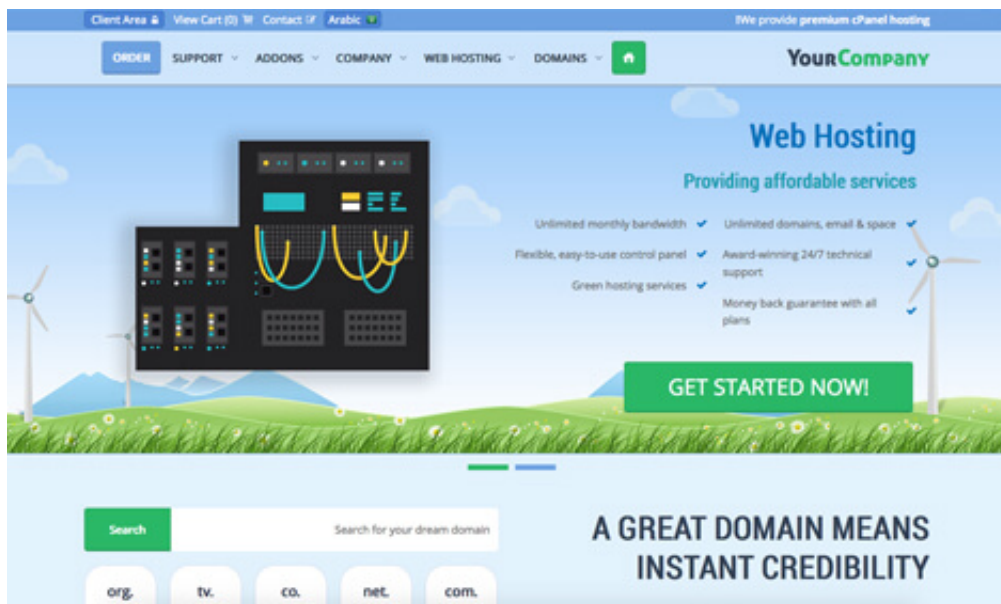 Client Area View Cart (0) Contact Arabic
!We provide premium cPanel hosting
ORDER SUPPORT ADDONS COMPANY WEB HOSTING DOMAINS
YourCompany
Web Hosting
Providing affordable services
Unlimited monthly bandwidth
Flexible, easy-to-use control panel
Green hosting services
Unlimited domains, email & space
Award-winning 24/7 technical
support
Money back guarantee with all
plans
GET STARTED NOW!
Search Search for your dream domain
A GREAT DOMAIN MEANS
INSTANT CREDIBILITY
org. tv. co. net. com.